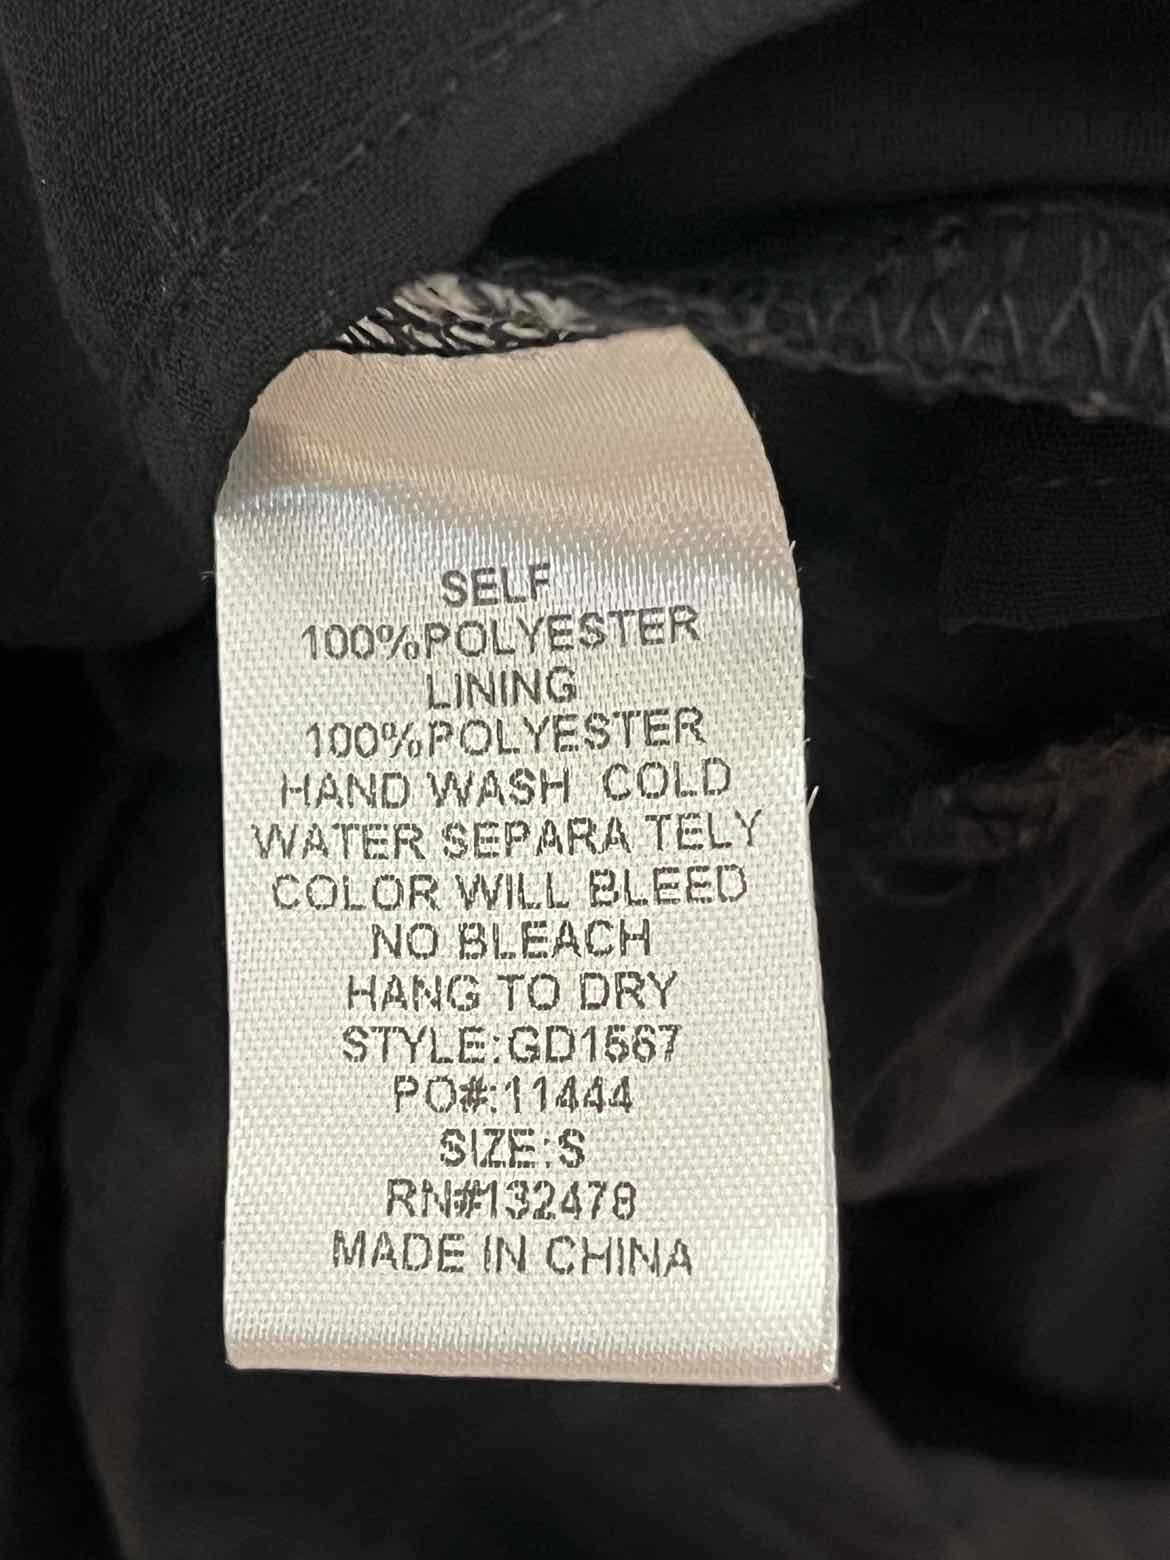 SELF
100%POLYESTER
LINING
100%POLYESTER
HAND WASH COLD
WATER SEPARA TELY
COLOR WILL BLEED
NO BLEACH
HANG TO DRY
STYLE:GD1567
PO#:11444
SIZE:S
RN#132478
MADE IN CHINA